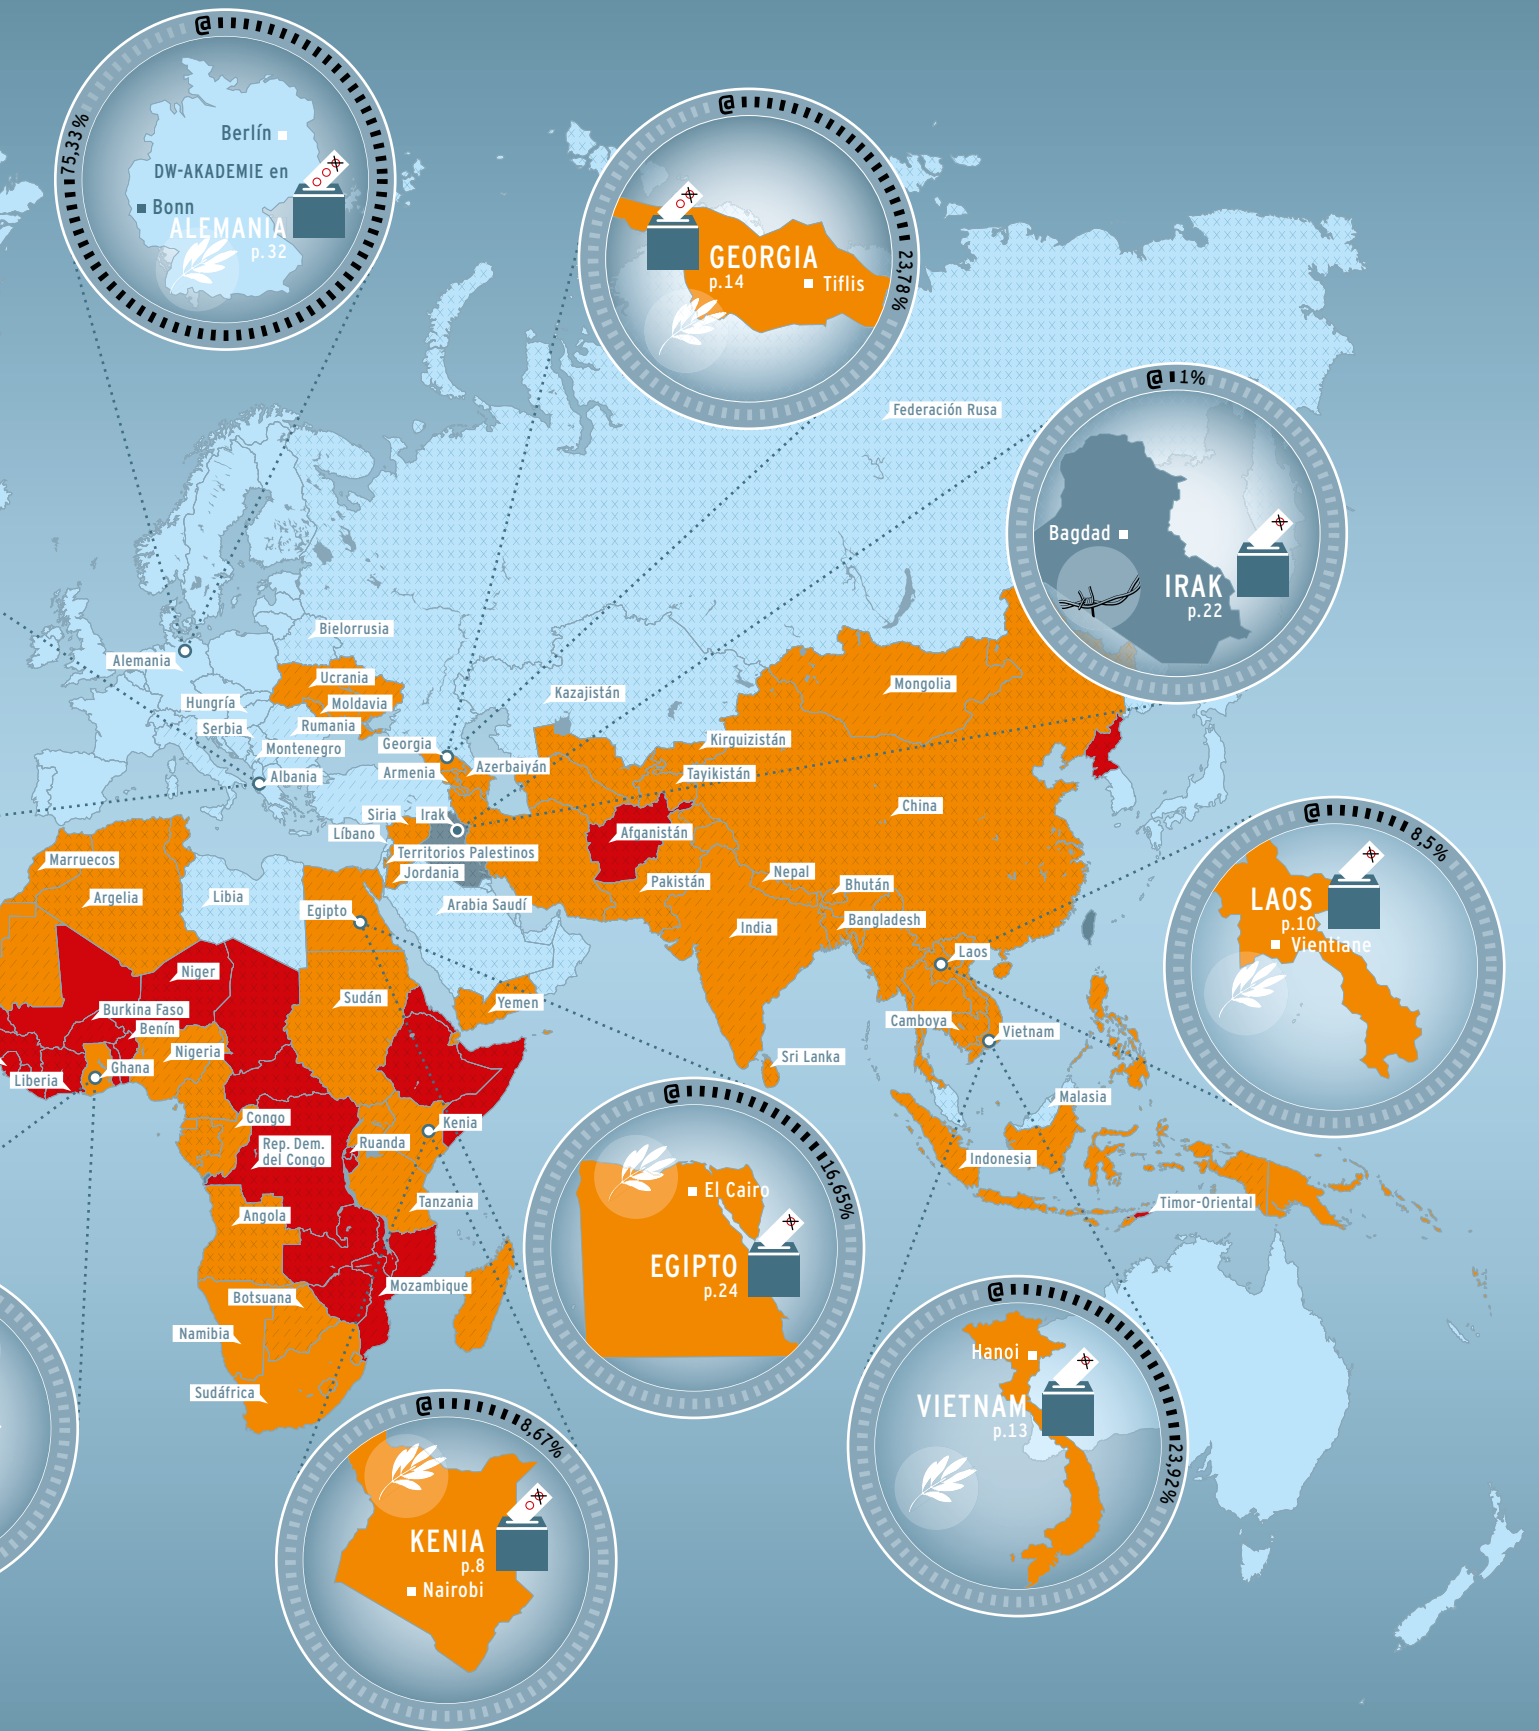 @
75,33%
Berlín
DW-AKADEMIE en
Bonn
ALEMANIA
p.32
@
23,78%
GEORGIA
p.14
Tiflis
@ 1%
Bagdad
IRAK
p.22
Federación Rusa
Bielorrusia
Alemania
Ucrania
Hungría
Moldavia
Kazajistán
Mongolia
Serbia
Rumania
Montenegro
Georgia
Kirguizistán
Albania
Armenia
Azerbaiyán
Tayikistán
Siria
Irak
China
Líbano
Afganistán
Territorios Palestinos
Marruecos
Jordania
Pakistán
Nepal
Bhután
Argelia
Libia
Egipto
Arabia Saudí
India
Bangladesh
Laos
Niger
Sudán
Yemen
Burkina Faso
Benín
Camboya
Vietnam
Nigeria
Ghana
Sri Lanka
Liberia
Malasia
Congo
Kenia
Rep. Dem.
del Congo
Ruanda
Indonesia
Tanzania
Timor-Oriental
Angola
Mozambique
Botsuana
Namibia
Sudáfrica
@
8,5%
LAOS
p.10
Vientiane
@
16,65%
El Cairo
EGIPTO
p.24
@
23,92%
Hanoi
VIETNAM
p.13
@
8,67%
KENIA
p.8
Nairobi